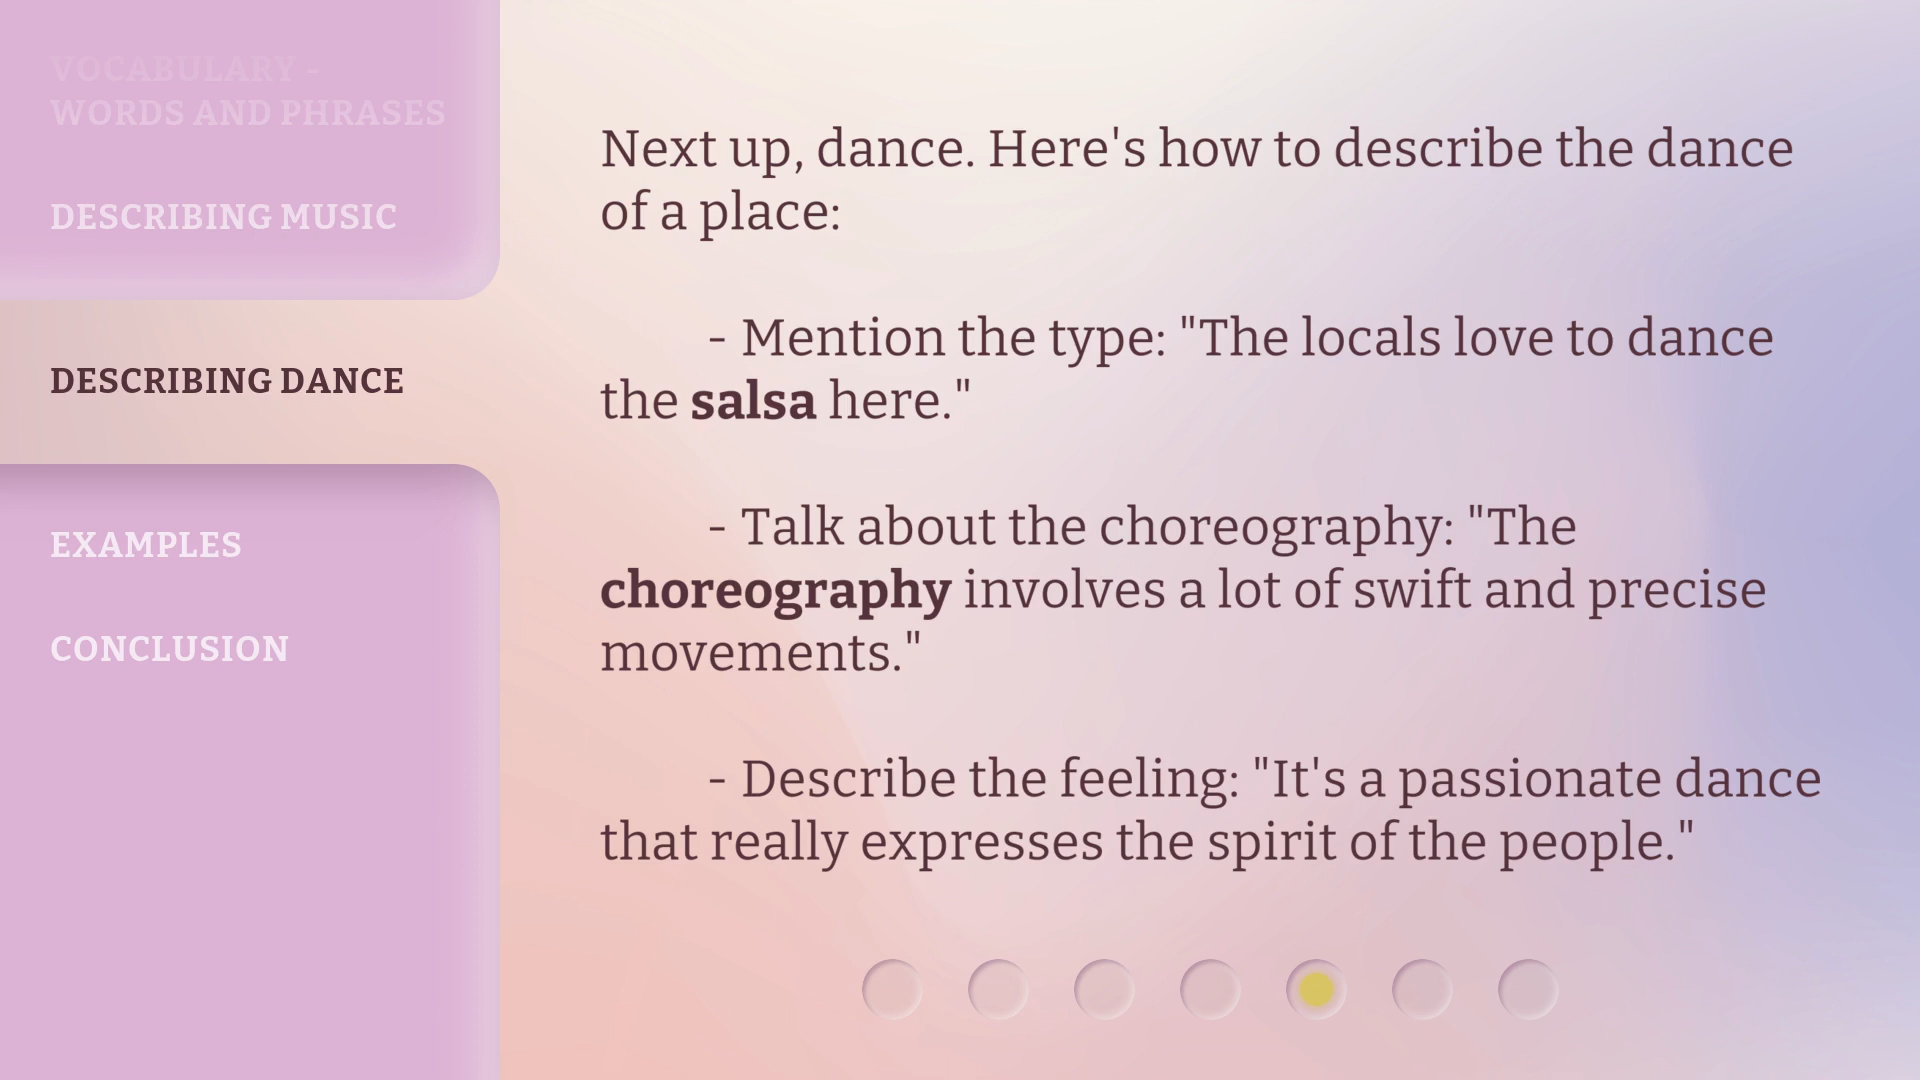 VOCABULARY -
WORDS AND PHRASES
DESCRIBING MUSIC
DESCRIBING DANCE
EXAMPLES
CONCLUSION
Next up, dance. Here's how to describe the dance
of a place:
- Mention the type: "The locals love to dance
the salsa here."
- Talk about the choreography: "The
choreography involves a lot of swift and precise
movements."
- Describe the feeling: "It's a passionate dance
that really expresses the spirit of the people."